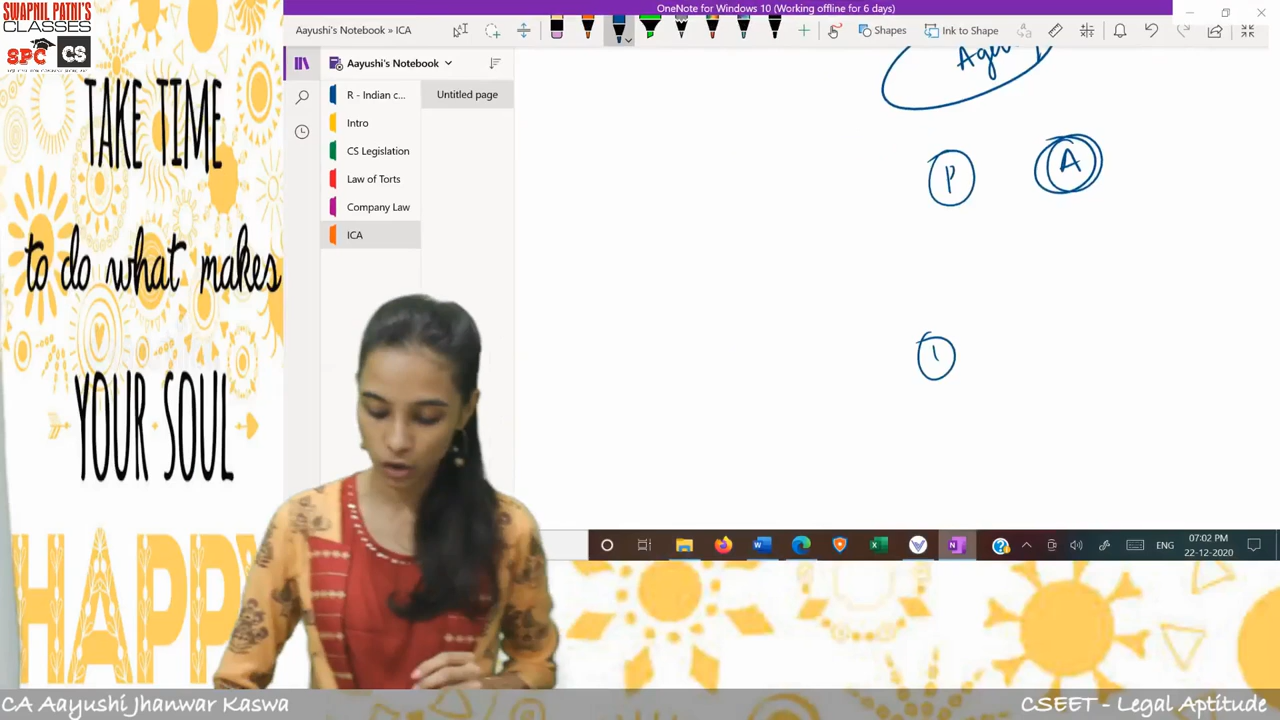 SWAPNIL PATNI'S
CLASSES
SPC CS
OneNote for Windows 10 (Working offline for 6 days)
Aayushi's Notebook » ICA
Shapes
Ink to Shape
Aayushi's Notebook
R - Indian c...
Untitled page
Intro
CS Legislation
Law of Torts
Company Law
ICA
P
A
TAKE TIME
to do what makes
YOUR SOUL
HAPPY
ENG
07:02 PM
22-12-2020
CA Aayushi Jhanwar Kaswa
CSEET - Legal Aptitude